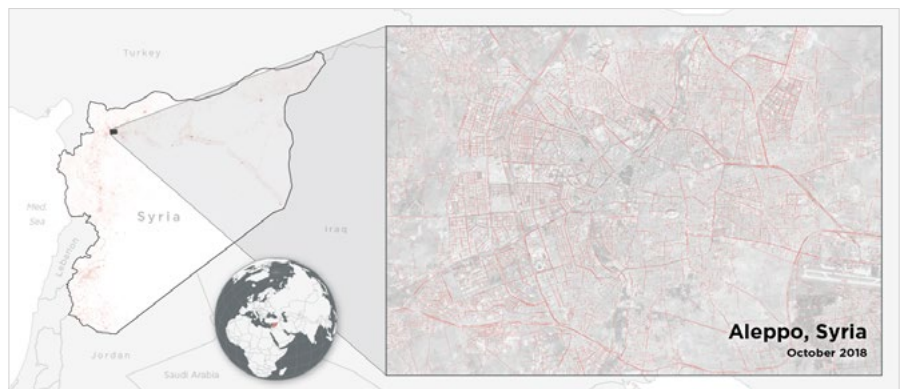 Turkey
Med.
Sea
Syria
Iraq
Lebanon
Jordan
Saudi Arabia
Aleppo, Syria
October 2018